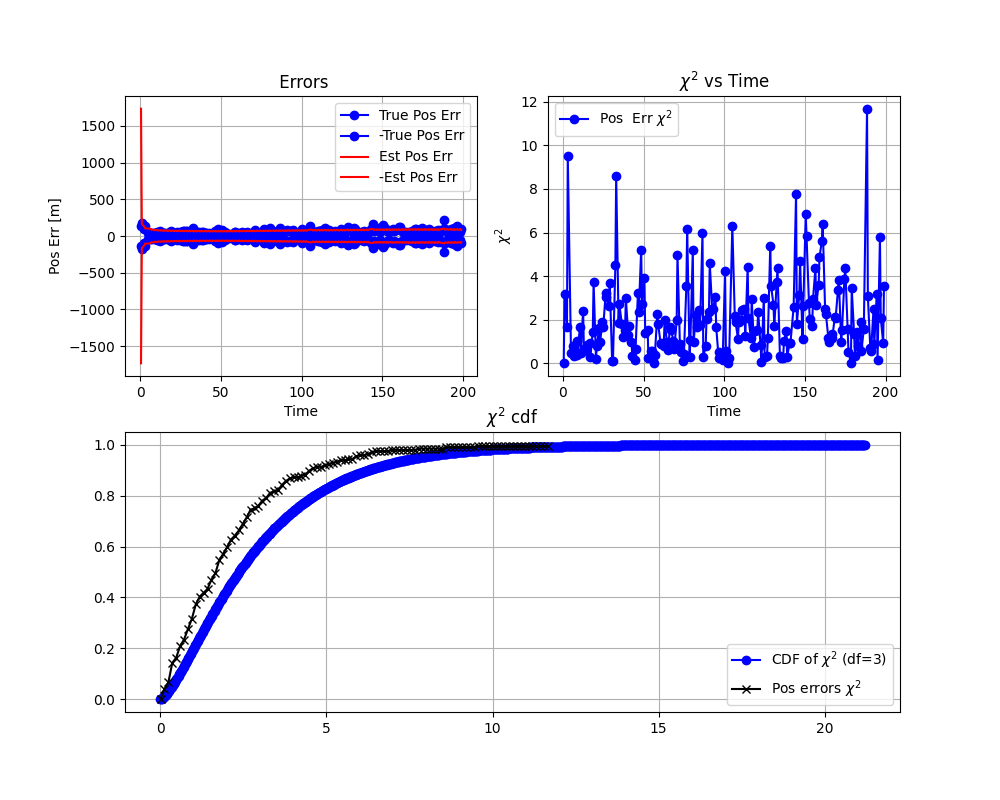 Errors
1500
1000
500
0
−500
−1000
−1500
Pos Err [m]
0
50
100
150
200
Time
True Pos Err
-True Pos Err
Est Pos Err
-Est Pos Err
χ² vs Time
12
10
8
6
4
2
0
χ²
0
50
100
150
200
Time
Pos  Err χ²
χ² cdf
1.0
0.8
0.6
0.4
0.2
0.0
0
5
10
15
20
CDF of χ² (df=3)
Pos errors χ²